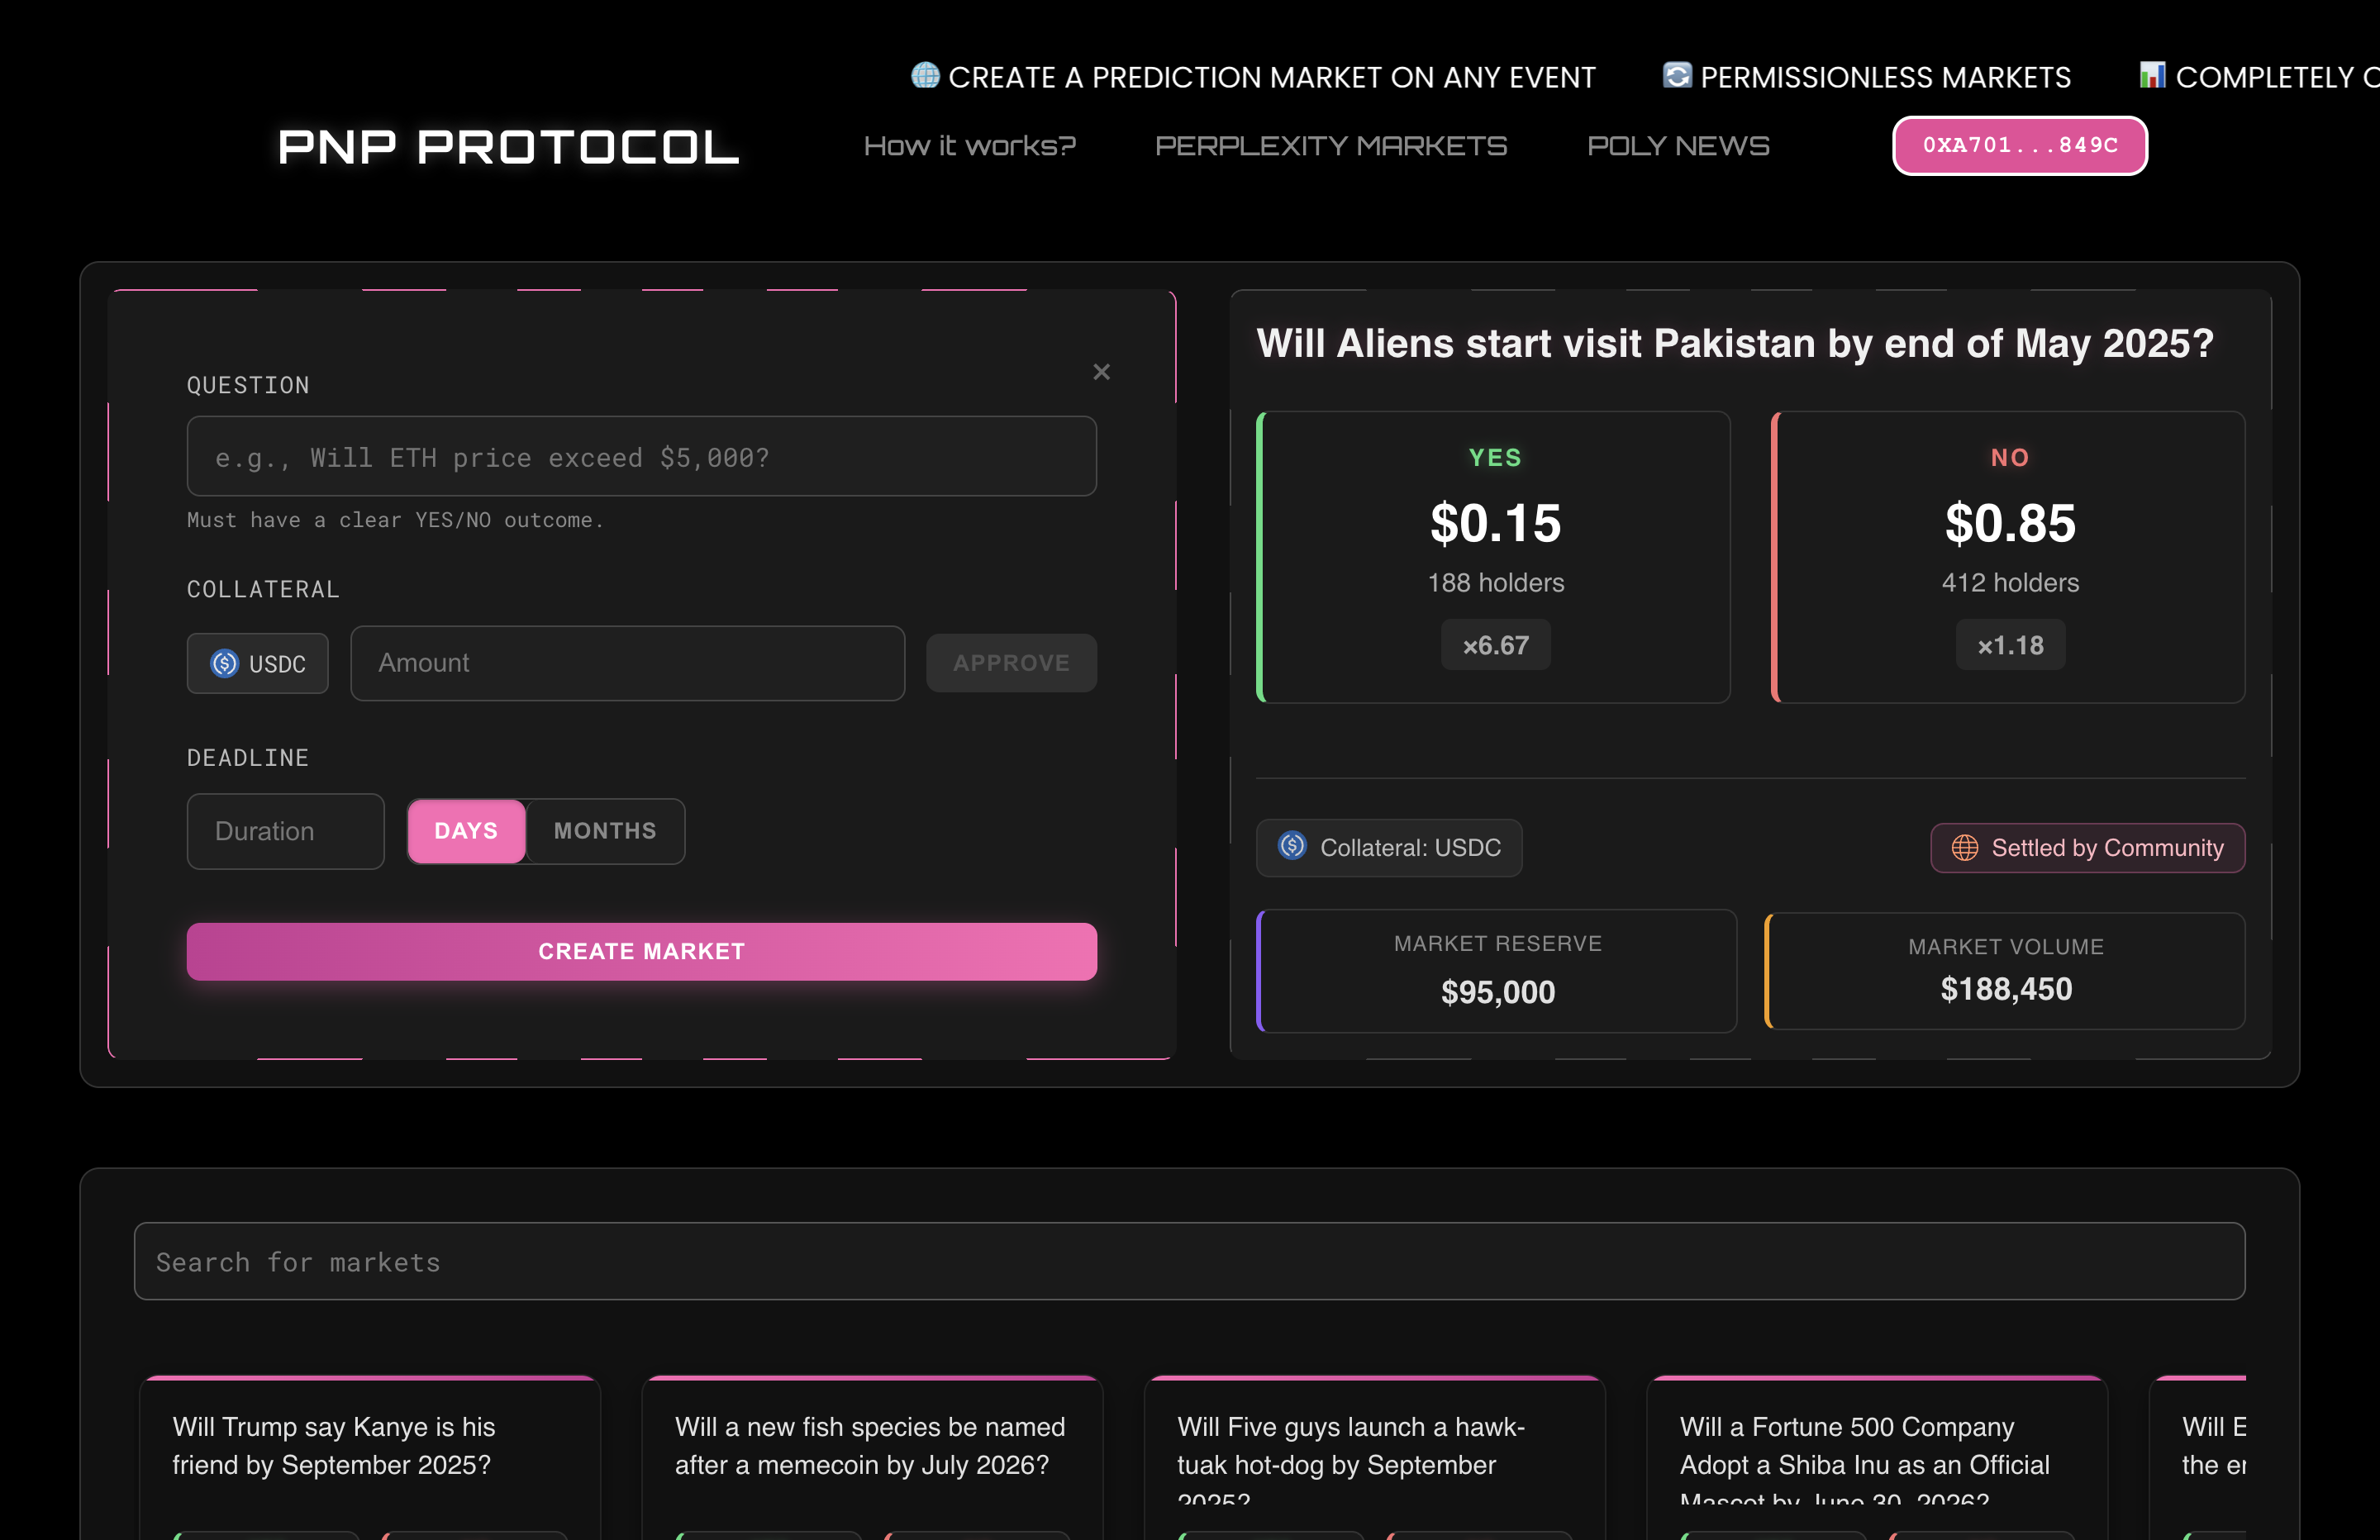 CREATE A PREDICTION MARKET ON ANY EVENT
PERMISSIONLESS MARKETS
COMPLETELY
PNP PROTOCOL
How it works?
PERPLEXITY MARKETS
POLY NEWS
0XA701...849C
QUESTION
×
e.g., Will ETH price exceed $5,000?
Must have a clear YES/NO outcome.
COLLATERAL
USDC
Amount
APPROVE
DEADLINE
Duration
DAYS
MONTHS
CREATE MARKET
Will Aliens start visit Pakistan by end of May 2025?
YES
$0.15
188 holders
×6.67
NO
$0.85
412 holders
×1.18
Collateral: USDC
Settled by Community
MARKET RESERVE
$95,000
MARKET VOLUME
$188,450
Search for markets
Will Trump say Kanye is his
friend by September 2025?
Will a new fish species be named
after a memecoin by July 2026?
Will Five guys launch a hawk-
tuak hot-dog by September
2025?
Will a Fortune 500 Company
Adopt a Shiba Inu as an Official
Mascot by June 30, 2026?
Will
the